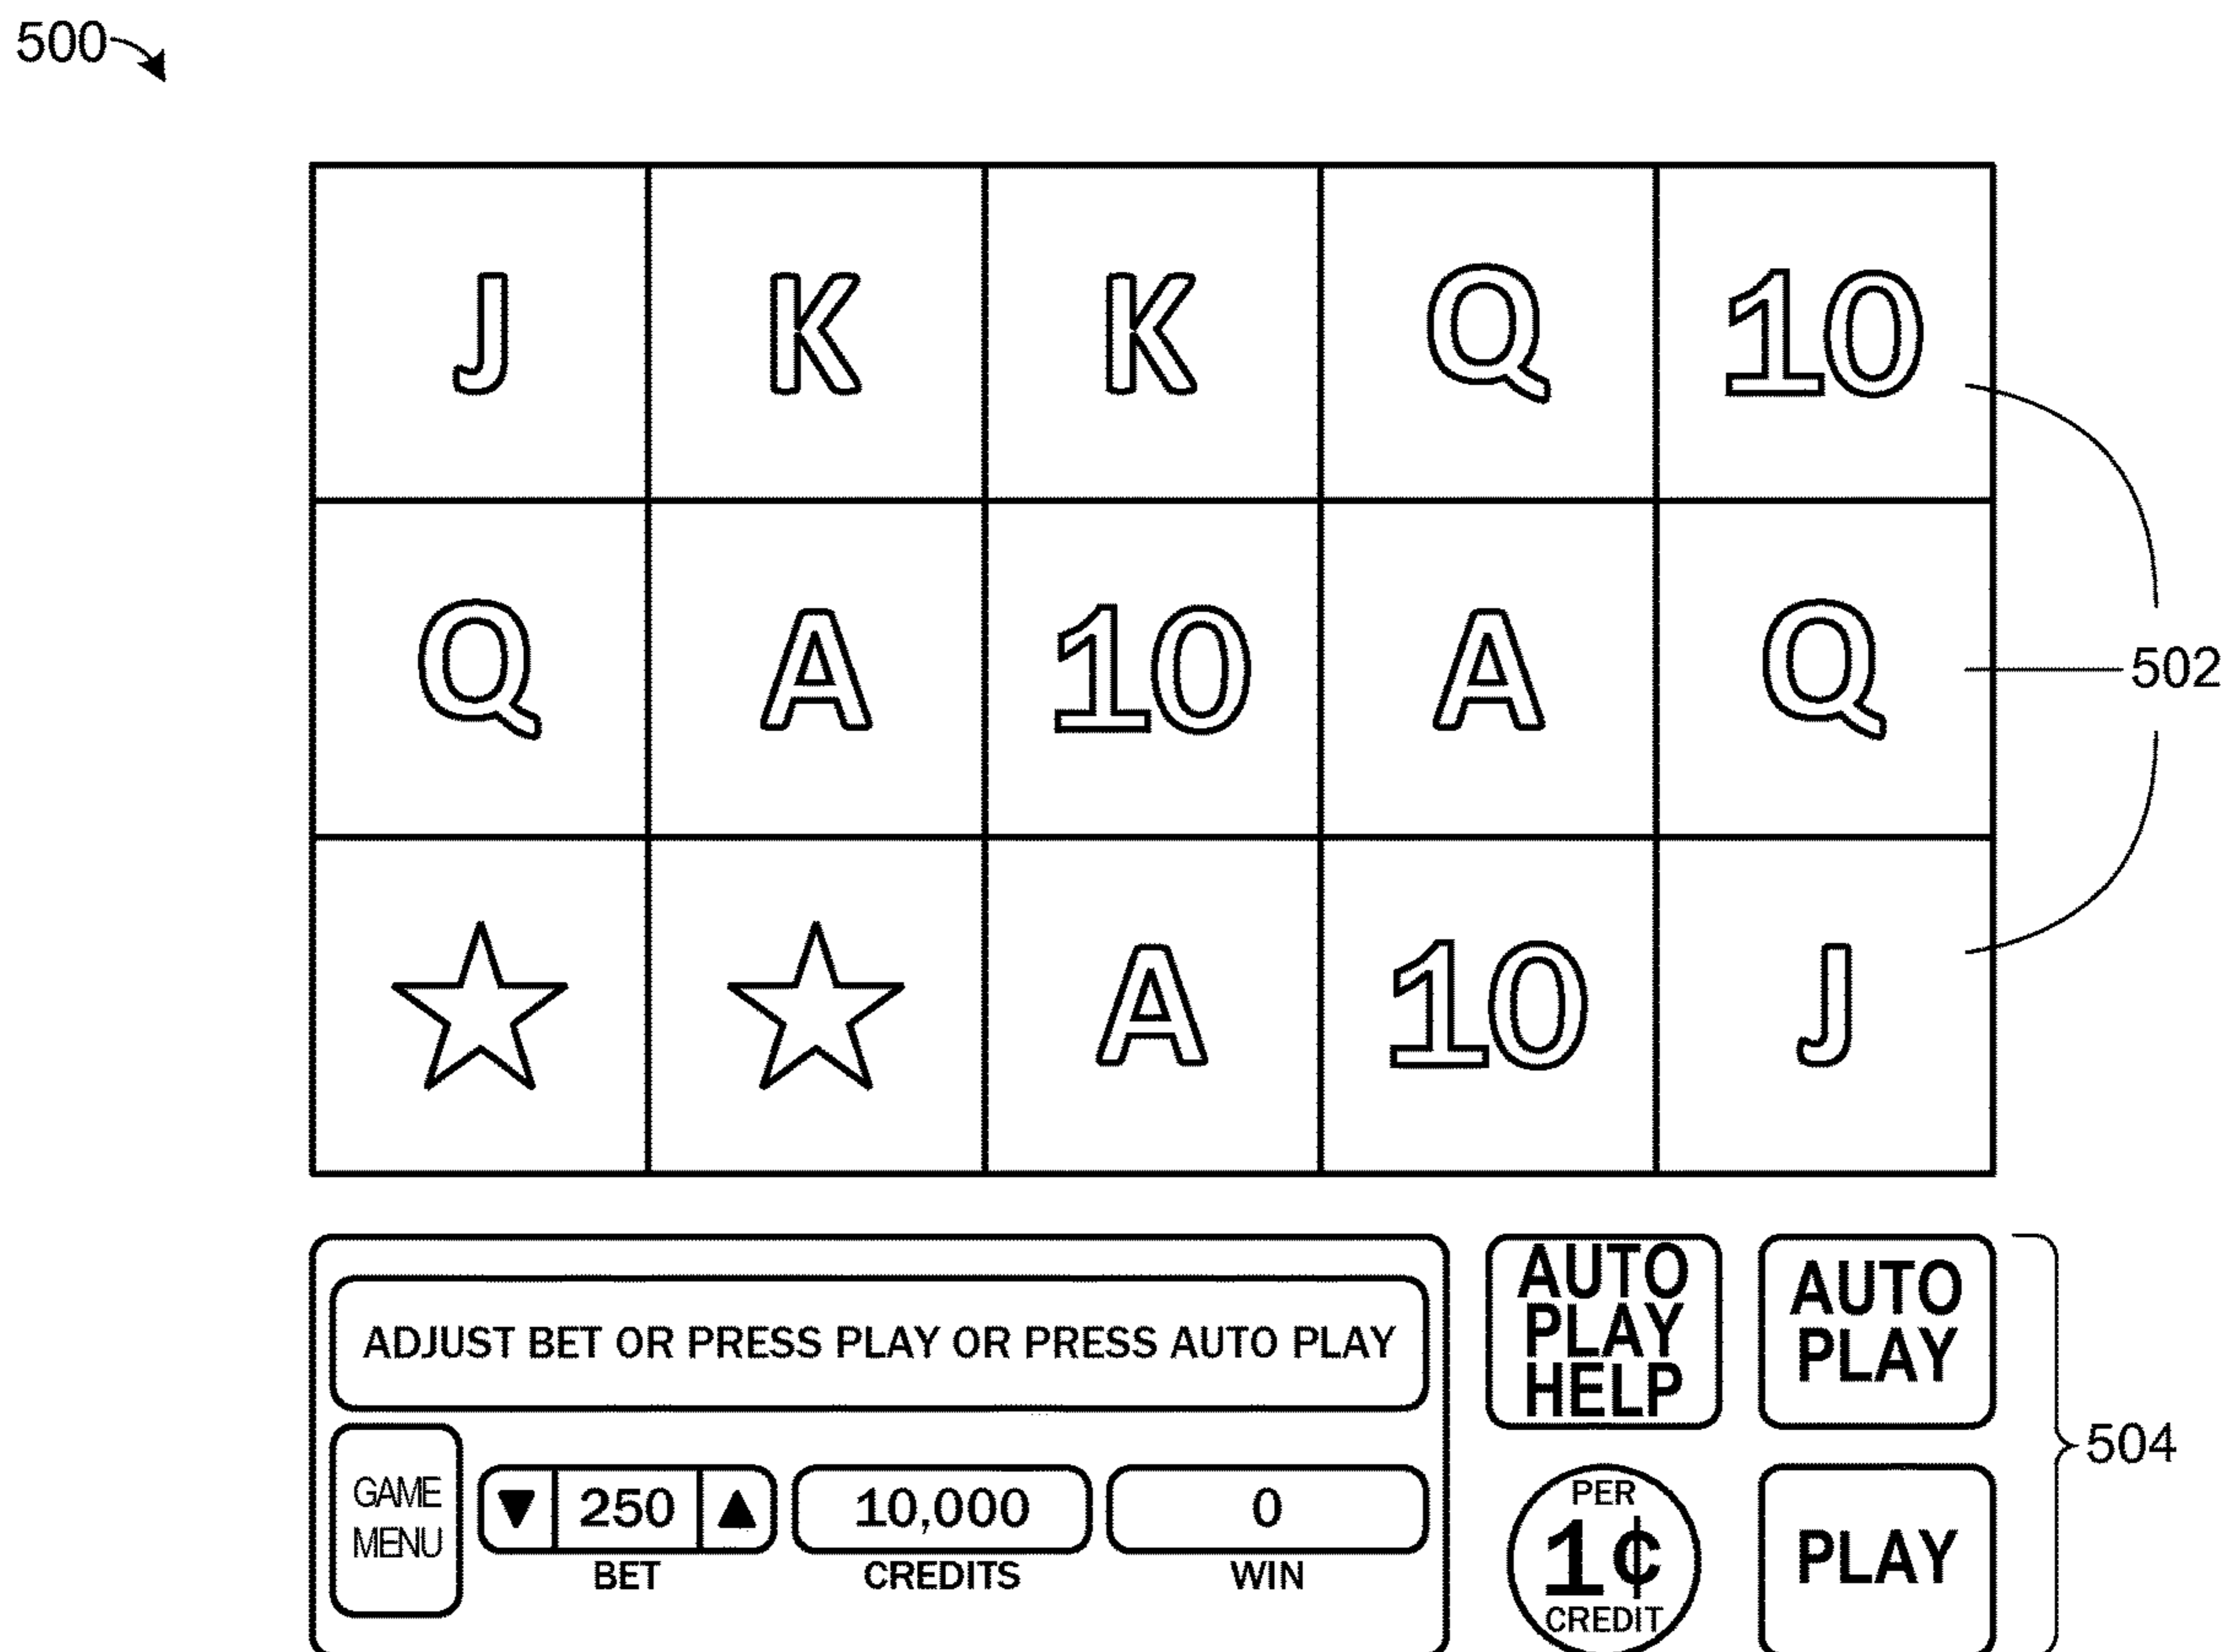 500
J K K Q 10
Q A 10 A Q
502
A 10 J
ADJUST BET OR PRESS PLAY OR PRESS AUTO PLAY
AUTO
PLAY
HELP
AUTO
PLAY
504
GAME
MENU
250
BET
10,000
CREDITS
0
WIN
PER
1¢
CREDIT
PLAY